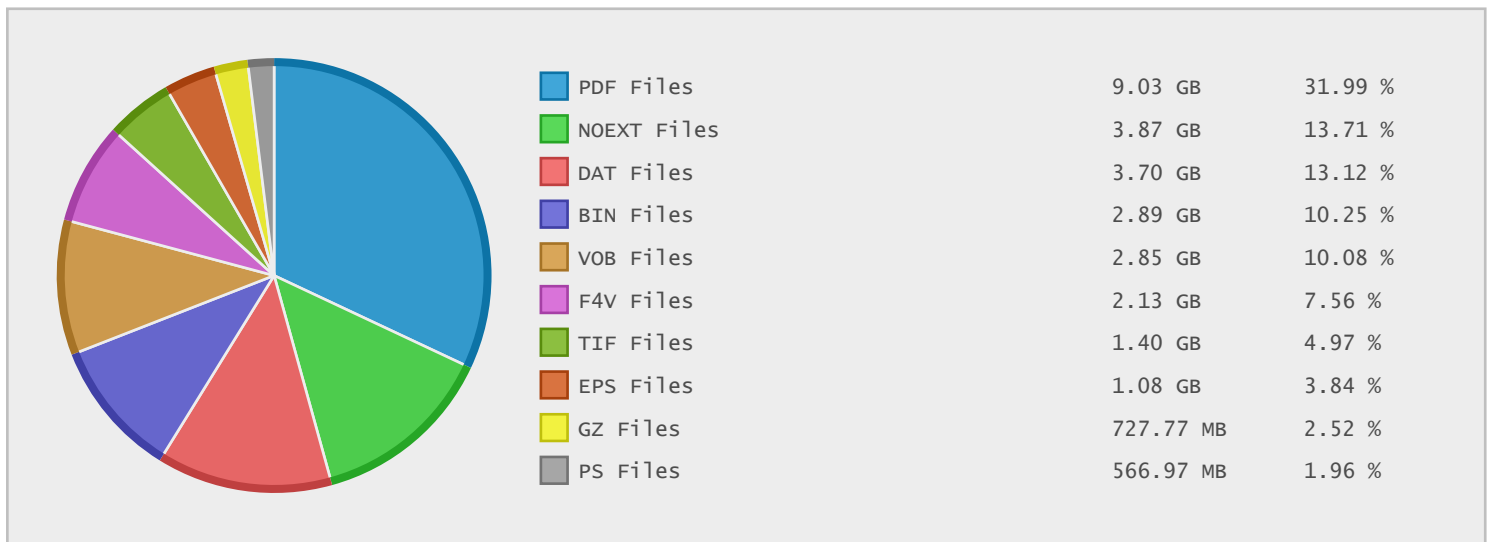 PDF Files 9.03 GB 31.99 %
NOEXT Files 3.87 GB 13.71 %
DAT Files 3.70 GB 13.12 %
BIN Files 2.89 GB 10.25 %
VOB Files 2.85 GB 10.08 %
F4V Files 2.13 GB 7.56 %
TIF Files 1.40 GB 4.97 %
EPS Files 1.08 GB 3.84 %
GZ Files 727.77 MB 2.52 %
PS Files 566.97 MB 1.96 %